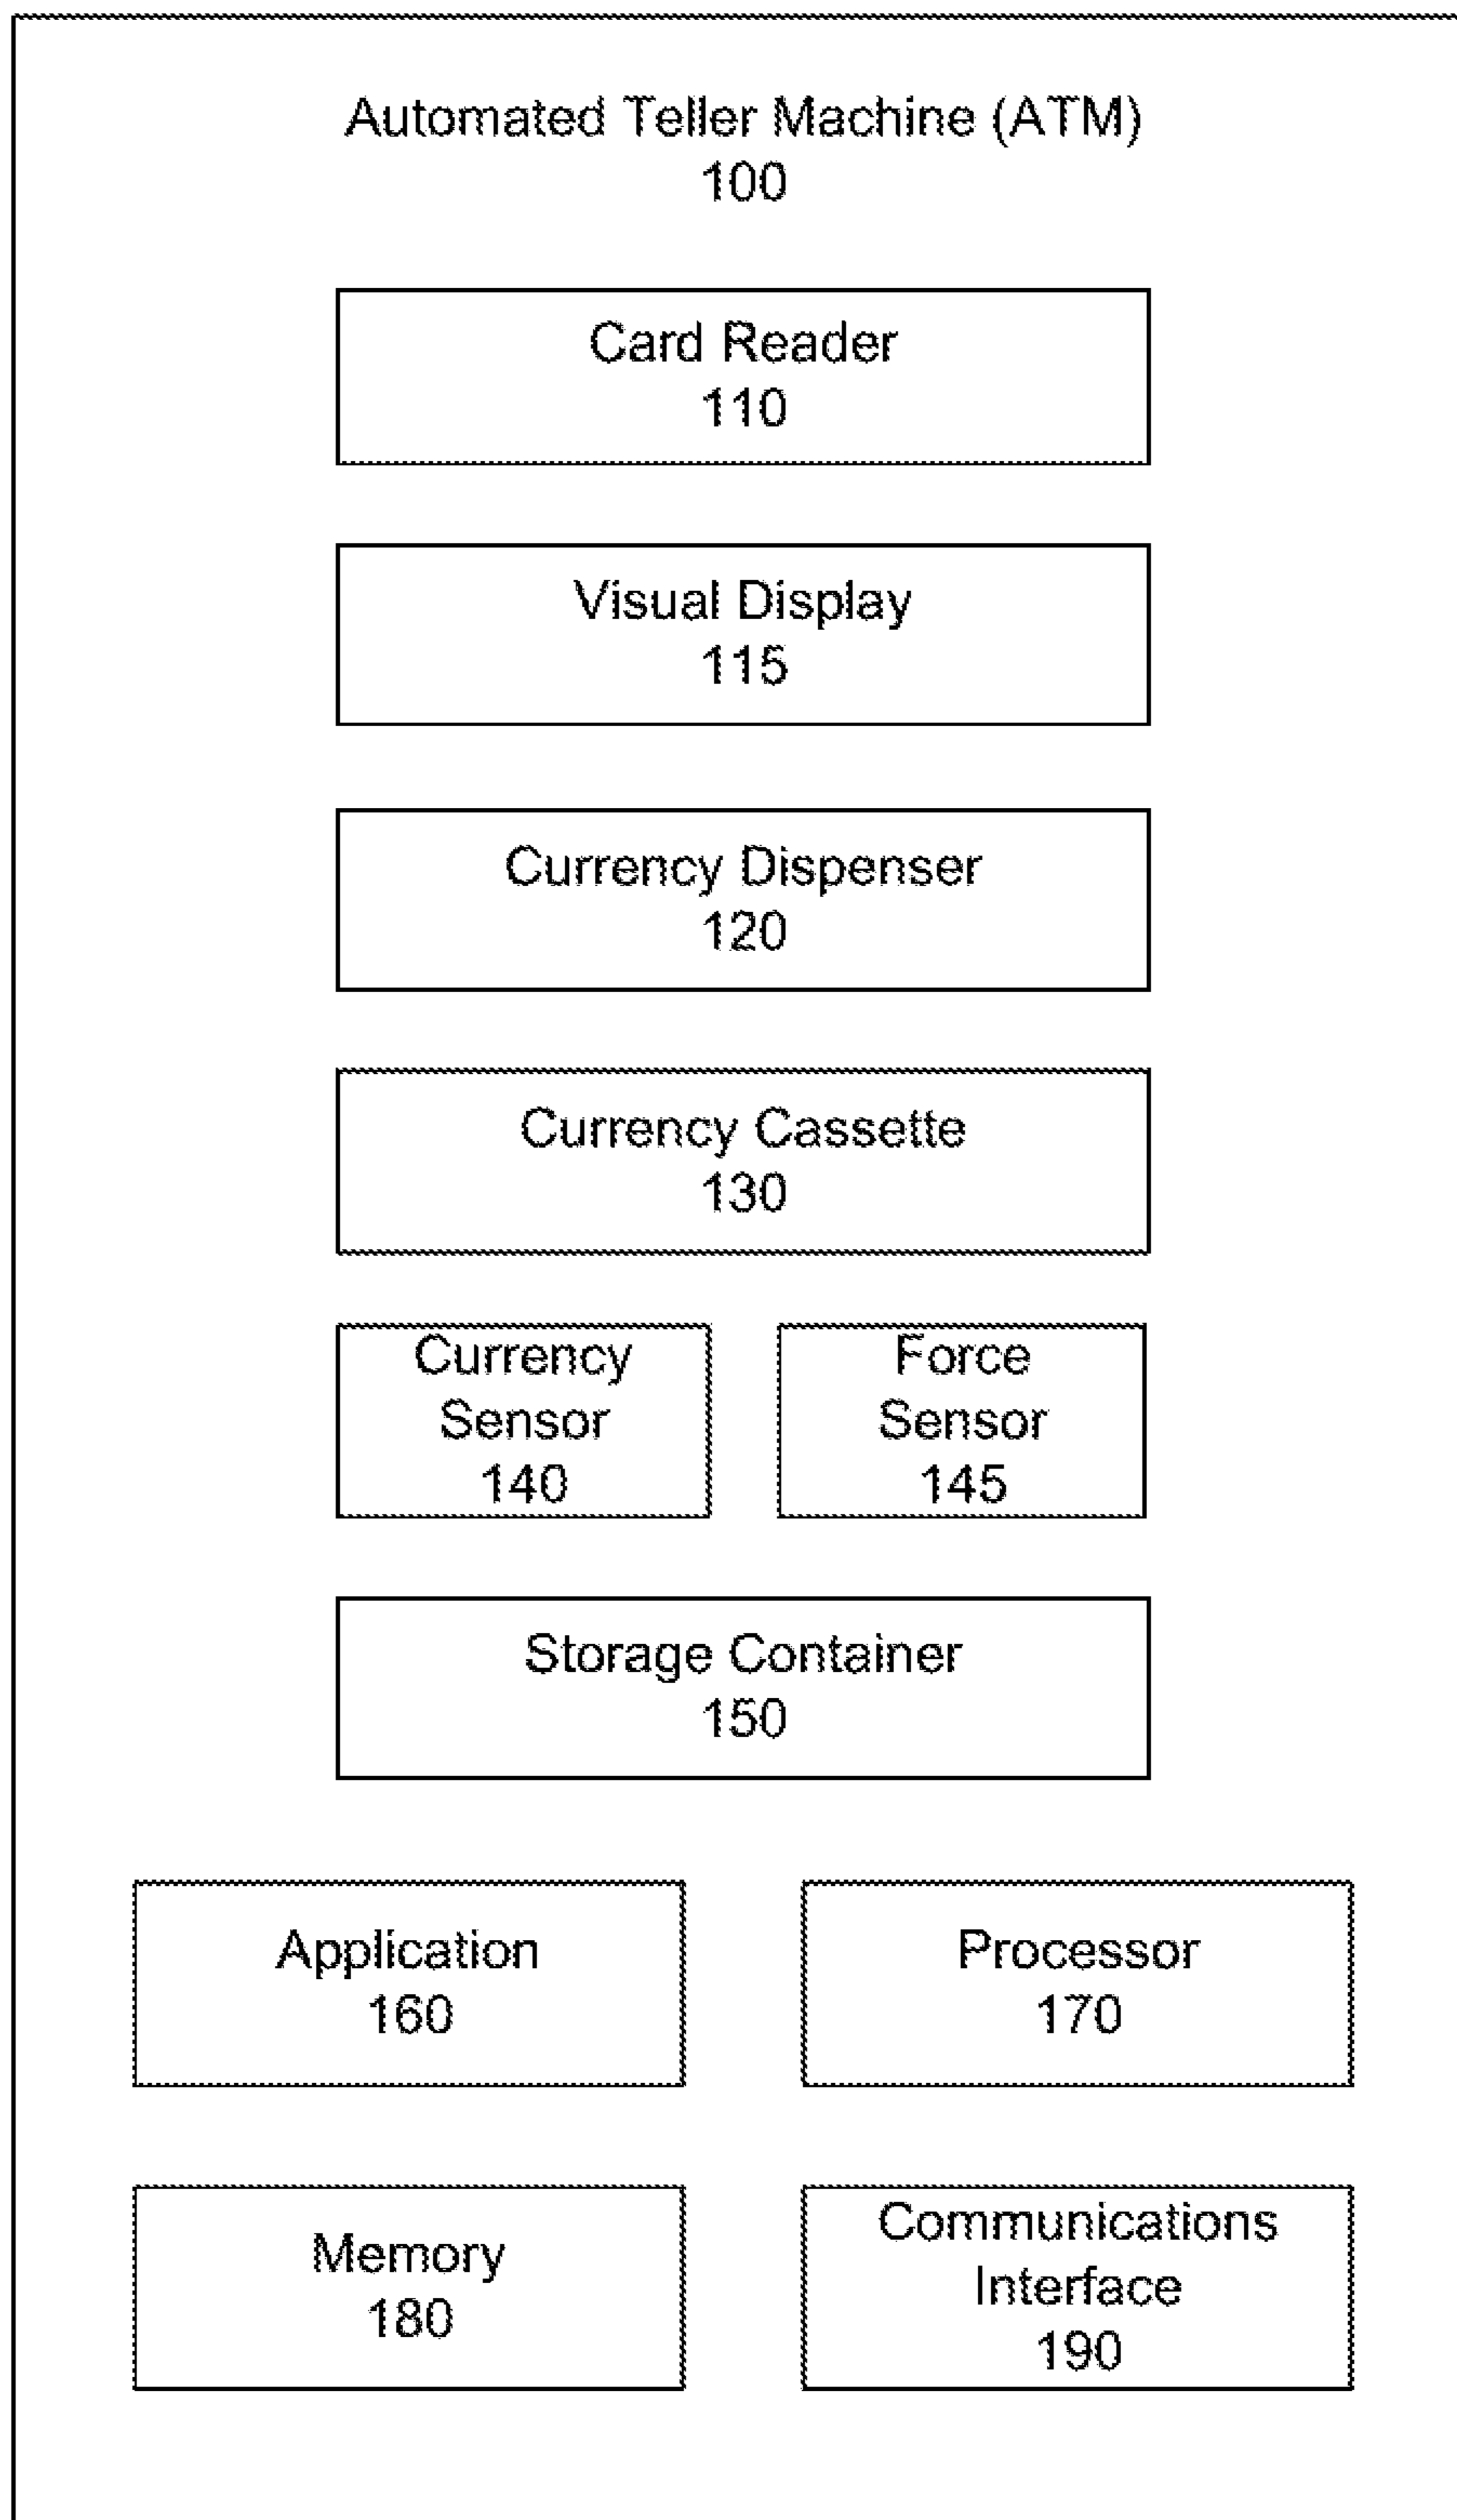 Automated Teller Machine (ATM)
100
Card Reader
110
Visual Display
115
Currency Dispenser
120
Currency Cassette
130
Currency
Sensor
140
Force
Sensor
145
Storage Container
150
Application
160
Processor
170
Memory
180
Communications
Interface
190